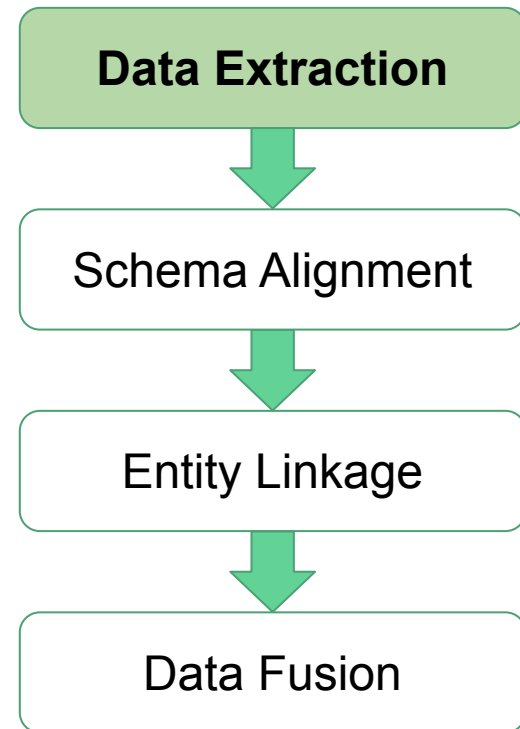 Data Extraction
Schema Alignment
Entity Linkage
Data Fusion